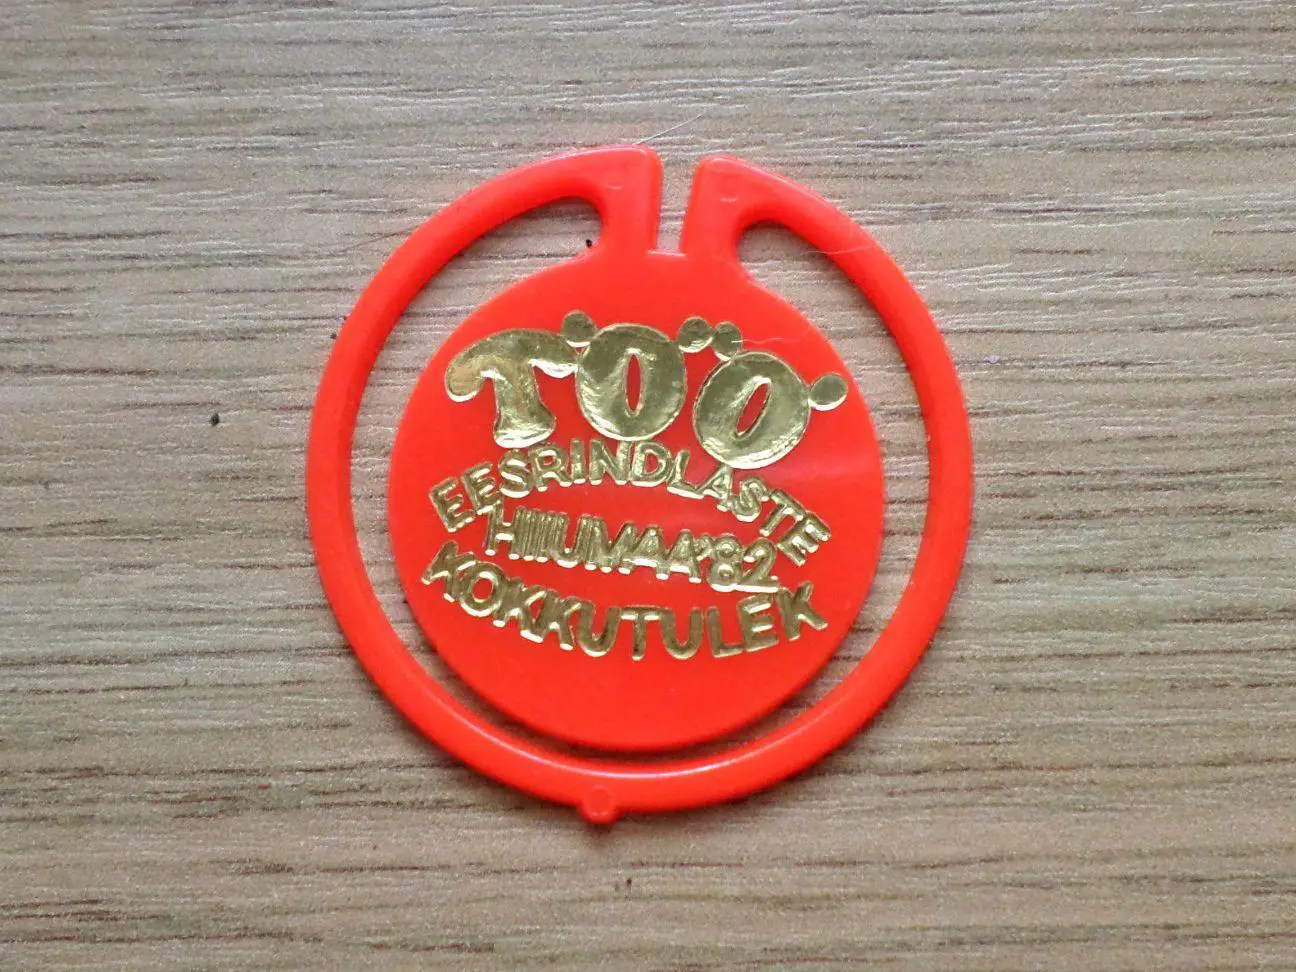 TÖÖ
EESRINDLASTE
HIIUMAA'82
KOKKUTULEK